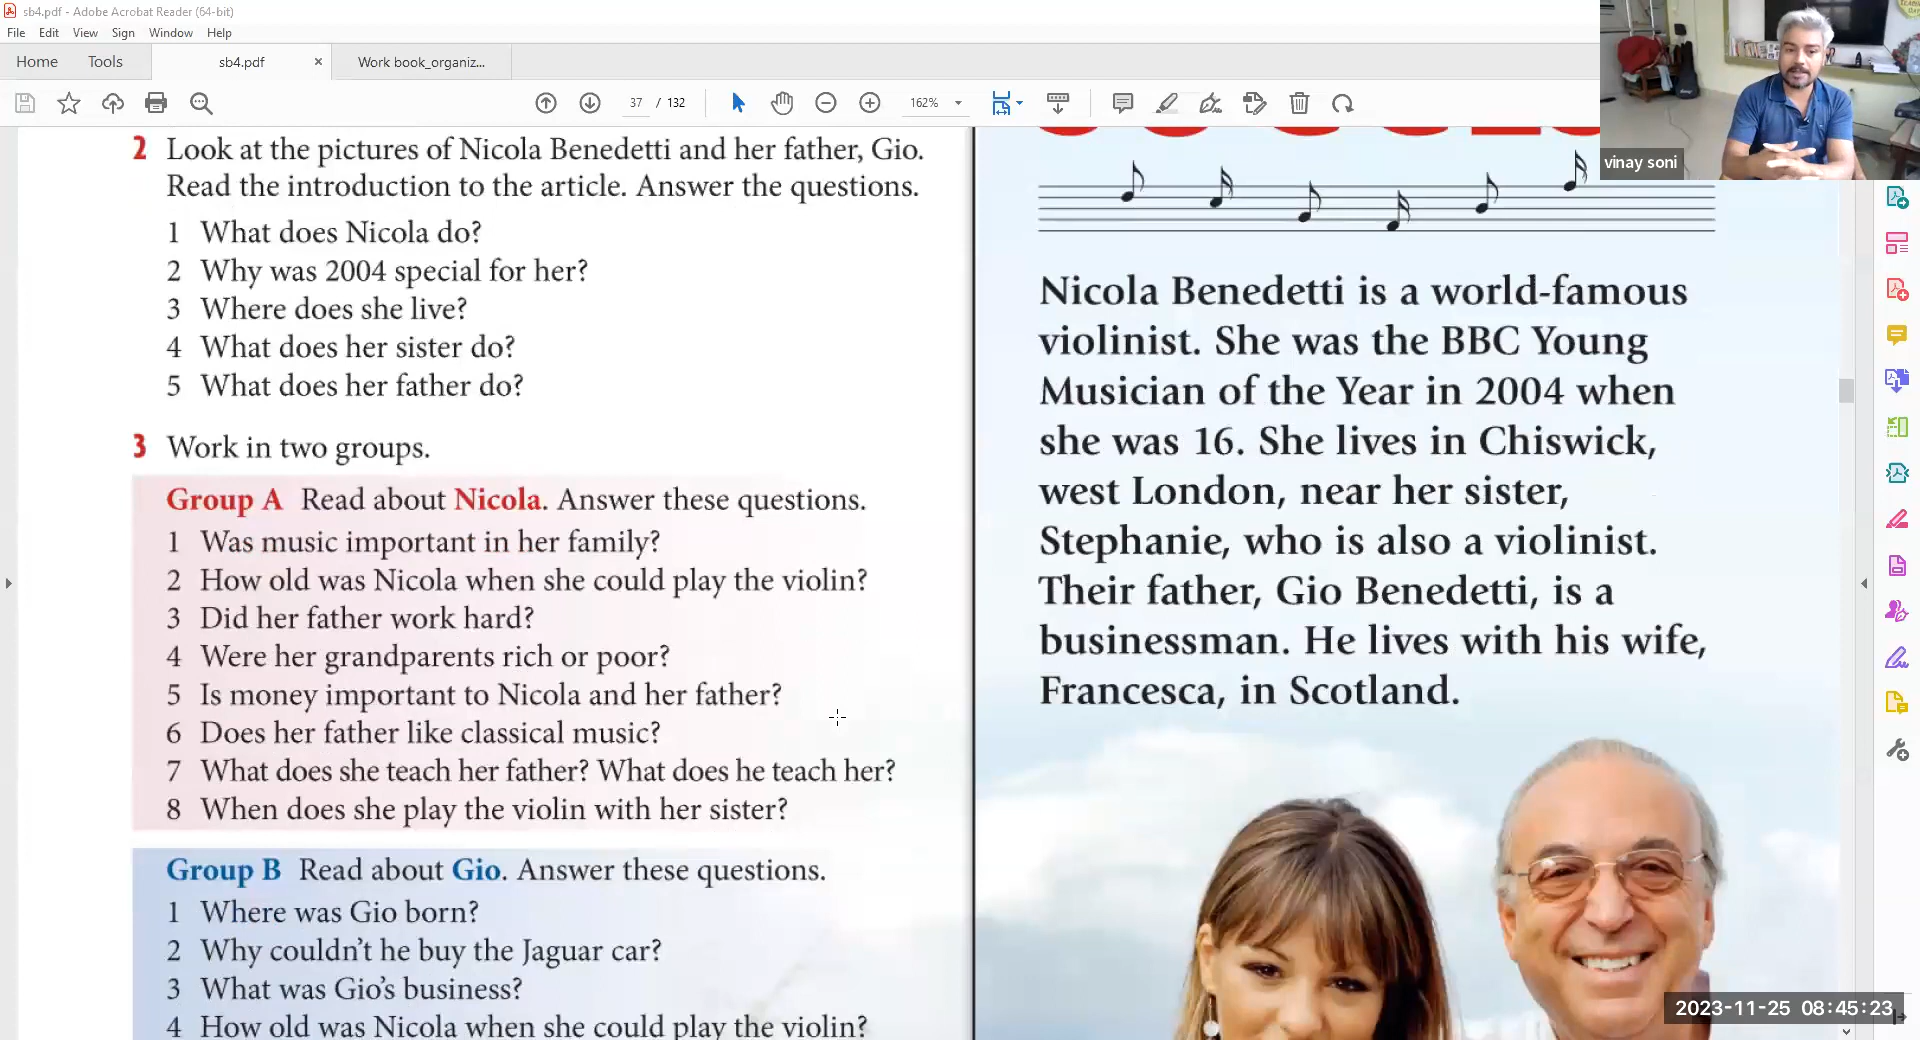 sb4.pdf - Adobe Acrobat Reader (64-bit)
File Edit View Sign Window Help
Home Tools sb4.pdf × Work book_organiz...
37 / 132 162%
vinay soni
2 Look at the pictures of Nicola Benedetti and her father, Gio.
Read the introduction to the article. Answer the questions.
1 What does Nicola do?
2 Why was 2004 special for her?
3 Where does she live?
4 What does her sister do?
5 What does her father do?
3 Work in two groups.
Group A Read about Nicola. Answer these questions.
1 Was music important in her family?
2 How old was Nicola when she could play the violin?
3 Did her father work hard?
4 Were her grandparents rich or poor?
5 Is money important to Nicola and her father?
6 Does her father like classical music?
7 What does she teach her father? What does he teach her?
8 When does she play the violin with her sister?
Group B Read about Gio. Answer these questions.
1 Where was Gio born?
2 Why couldn't he buy the Jaguar car?
3 What was Gio's business?
4 How old was Nicola when she could play the violin?
Nicola Benedetti is a world-famous
violinist. She was the BBC Young
Musician of the Year in 2004 when
she was 16. She lives in Chiswick,
west London, near her sister,
Stephanie, who is also a violinist.
Their father, Gio Benedetti, is a
businessman. He lives with his wife,
Francesca, in Scotland.
2023-11-25 08:45:23